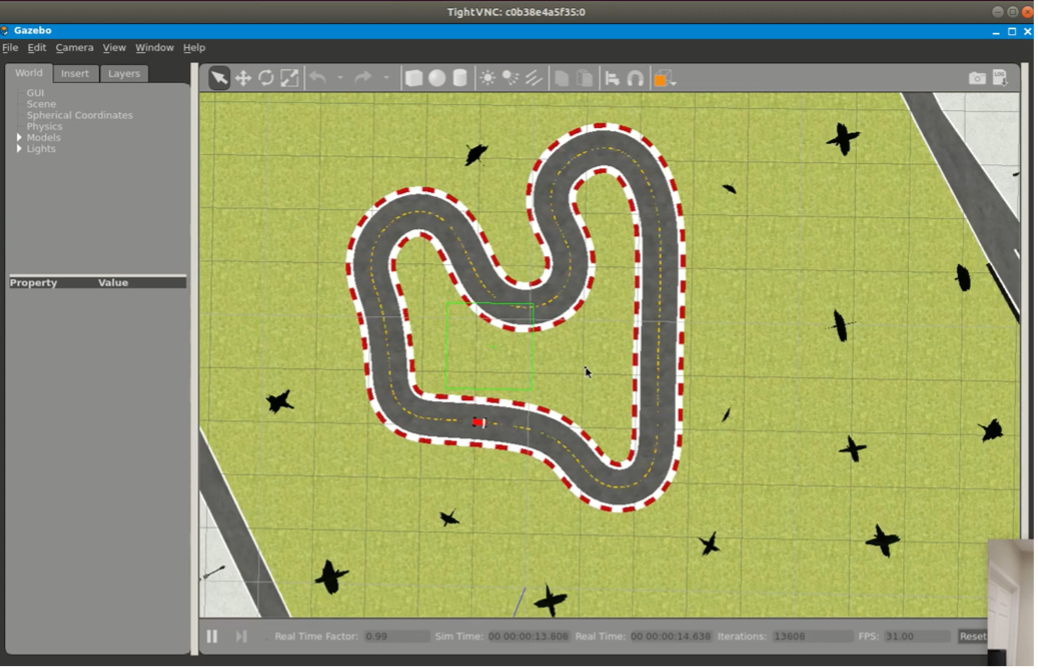 TightVNC: c0b38e4a5f35:0
Gazebo
File Edit Camera View Window Help
World Insert Layers
GUI
Scene
Spherical Coordinates
Physics
Models
Lights
Property Value
LOG
Real Time Factor: 0.99 Sim Time: 00 00:00:13.808 Real Time: 00 00:00:14.638 Iterations: 13608 FPS: 31.00 Reset